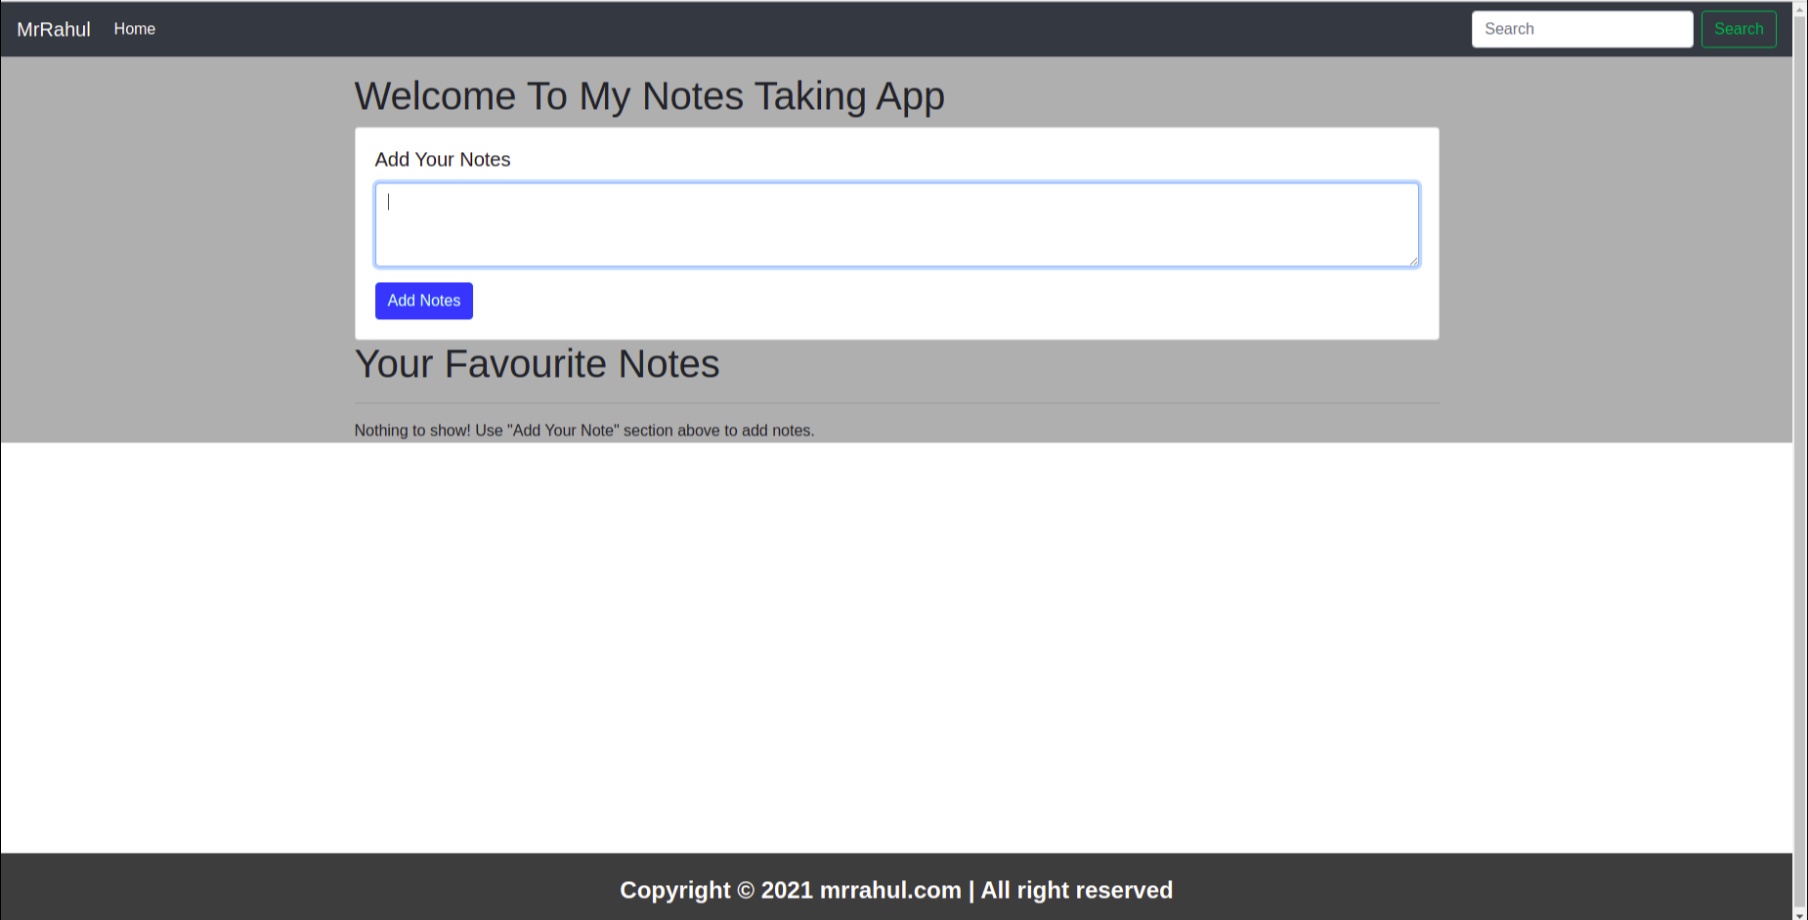 MrRahul Home Search Search
Welcome To My Notes Taking App
Add Your Notes
Add Notes
Your Favourite Notes
Nothing to show! Use "Add Your Note" section above to add notes.
Copyright © 2021 mrrahul.com | All right reserved